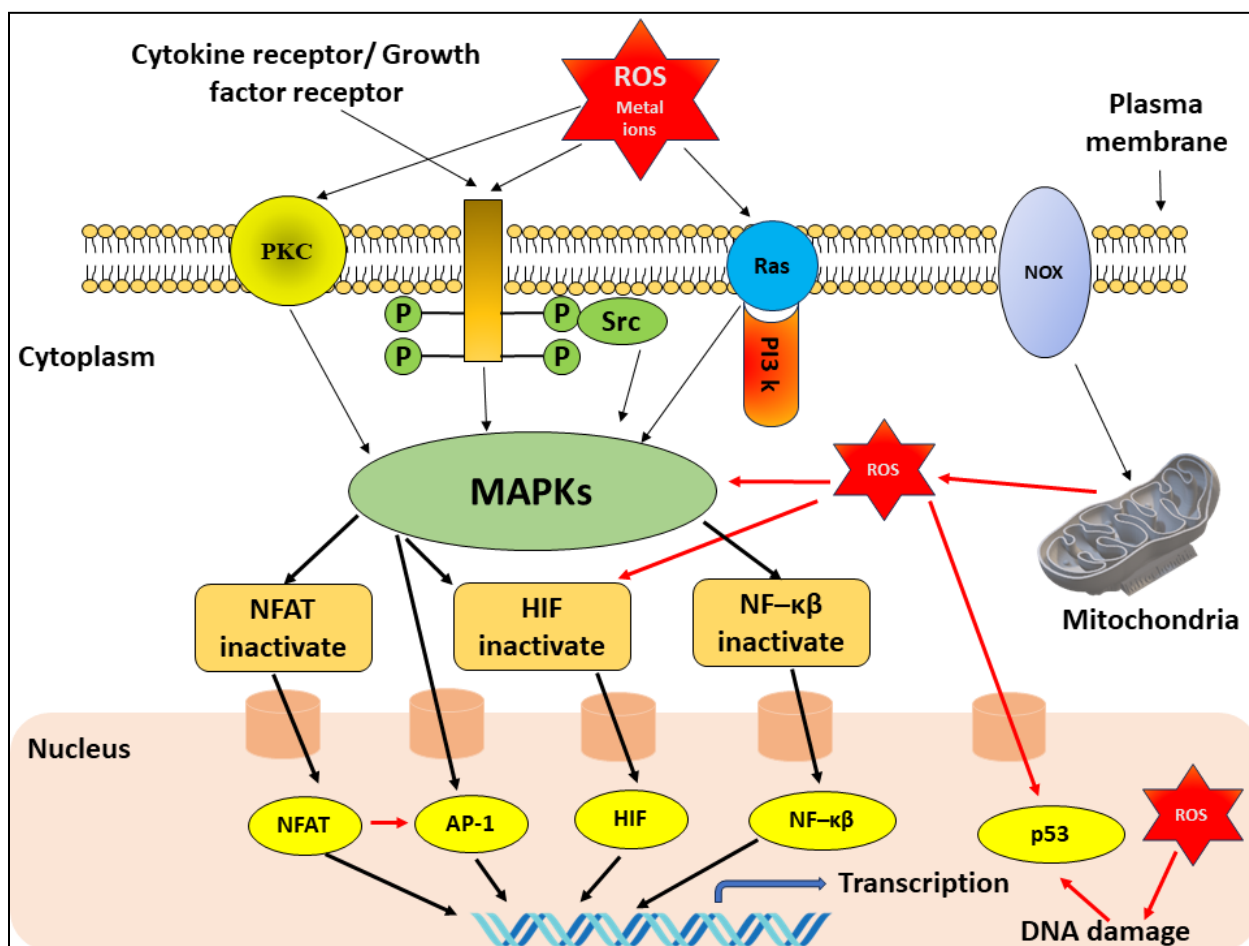 Cytokine receptor/ Growth
factor receptor
ROS
Metal
ions
Plasma
membrane
PKC
Ras
NOX
P
P
Src
P
P
PI3 k
Cytoplasm
MAPKs
ROS
Mitochondria
NFAT
inactivate
HIF
inactivate
NF–κβ
inactivate
Nucleus
NFAT
AP-1
HIF
NF–κβ
p53
ROS
Transcription
DNA damage